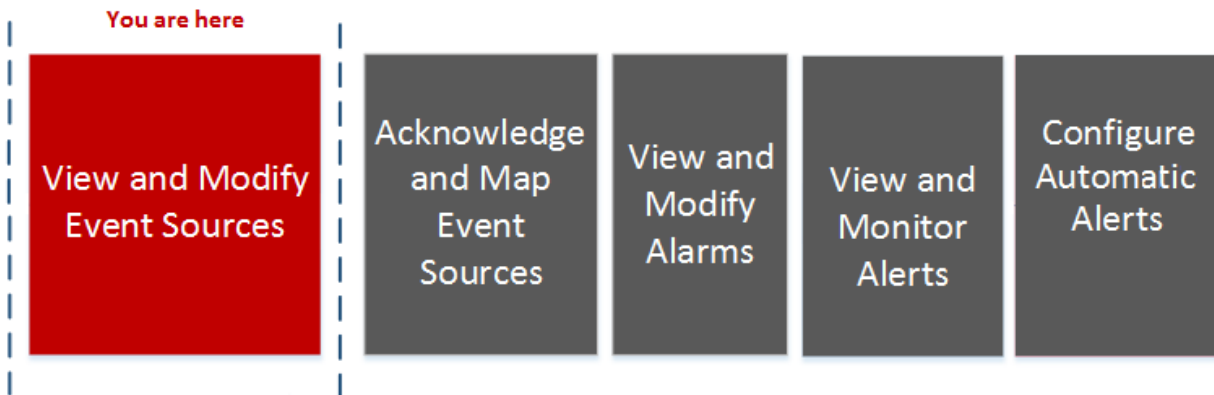 You are here
View and Modify
Event Sources
Acknowledge
and Map
Event
Sources
View and
Modify
Alarms
View and
Monitor
Alerts
Configure
Automatic
Alerts